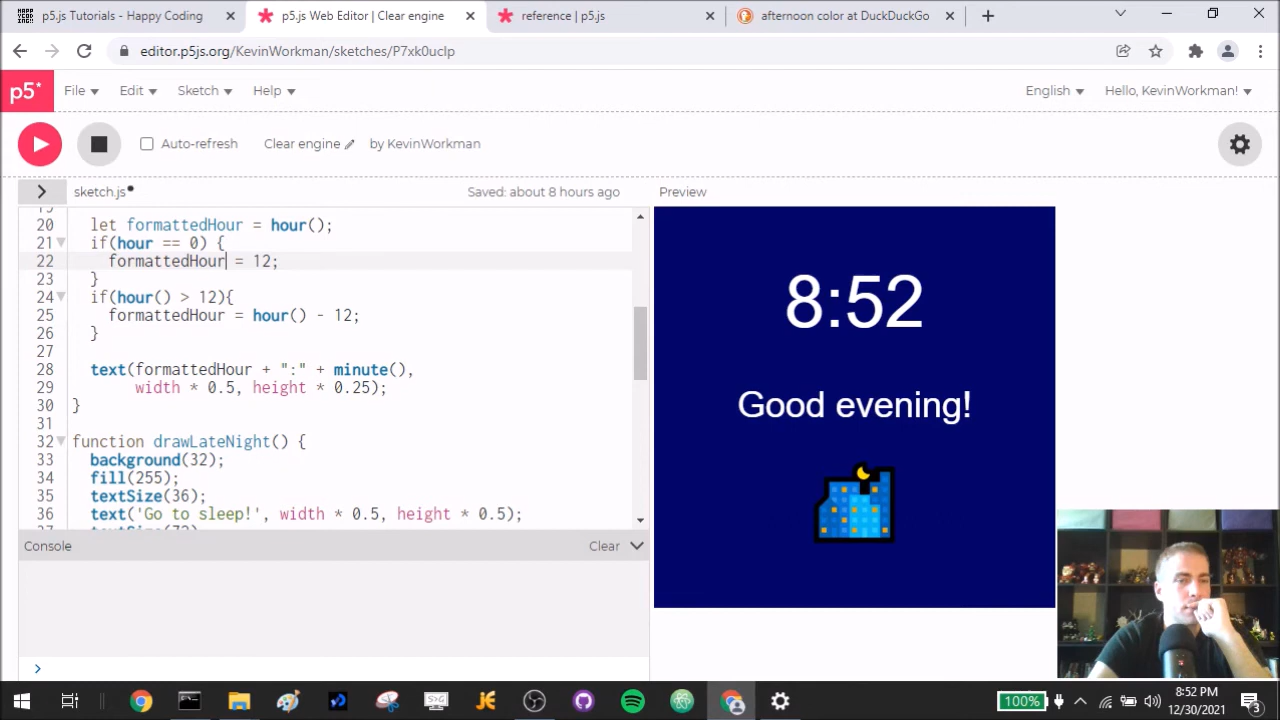 p5.js Tutorials - Happy Coding
p5.js Web Editor | Clear engine
reference | p5.js
afternoon color at DuckDuckGo
editor.p5js.org/KevinWorkman/sketches/P7xk0ucIp
p5*
File
Edit
Sketch
Help
English
Hello, KevinWorkman!
Auto-refresh
Clear engine
by KevinWorkman
sketch.js
Saved: about 8 hours ago
Preview
20 let formattedHour = hour();
21 if(hour == 0) {
22 formattedHour = 12;
23 }
24 if(hour() > 12){
25 formattedHour = hour() - 12;
26 }
27
28 text(formattedHour + ":" + minute(),
29 width * 0.5, height * 0.25);
30 }
31
32 function drawLateNight() {
33 background(32);
34 fill(255);
35 textSize(36);
36 text('Go to sleep!', width * 0.5, height * 0.5);
8:52
Good evening!
Console
Clear
100%
8:52 PM
12/30/2021
3